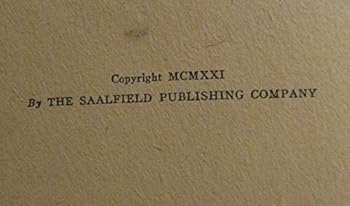 Copyright MCMXXI
By THE SAALFIELD PUBLISHING COMPANY